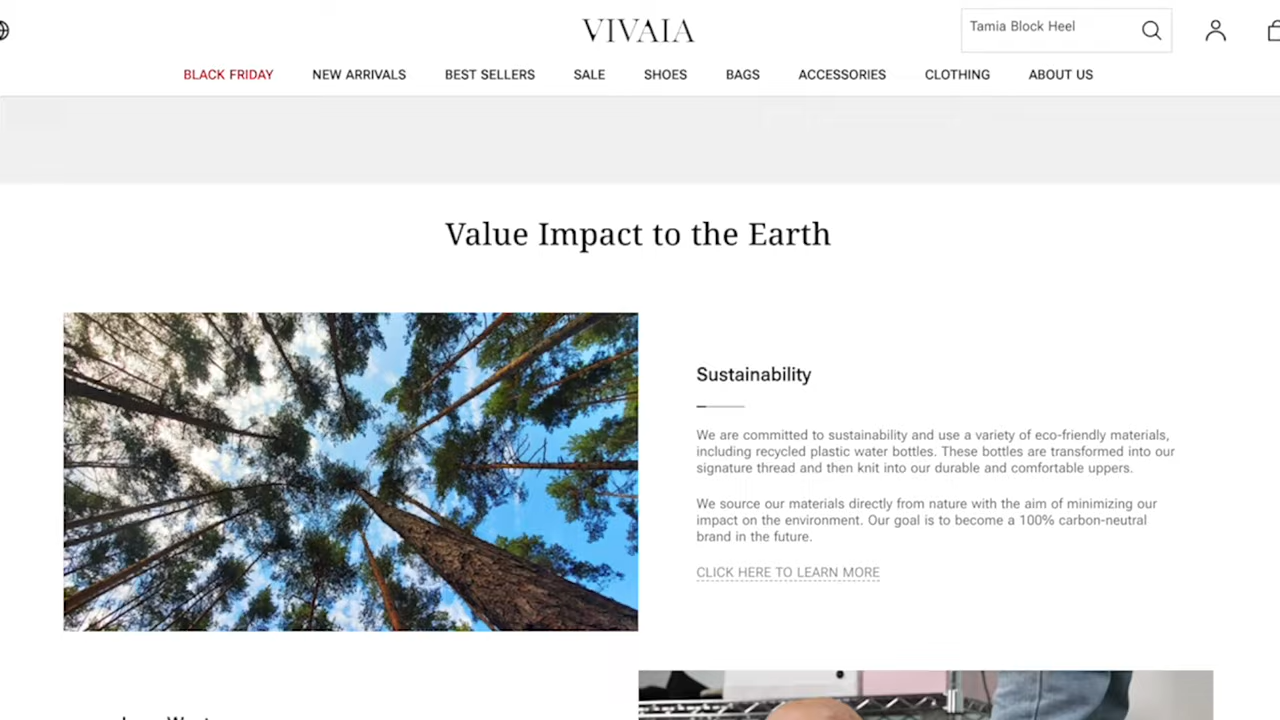 VIVAIA
Tamia Block Heel
BLACK FRIDAY NEW ARRIVALS BEST SELLERS SALE SHOES BAGS ACCESSORIES CLOTHING ABOUT US
Value Impact to the Earth
Sustainability
We are committed to sustainability and use a variety of eco-friendly materials,
including recycled plastic water bottles. These bottles are transformed into our
signature thread and then knit into our durable and comfortable uppers.
We source our materials directly from nature with the aim of minimizing our
impact on the environment. Our goal is to become a 100% carbon-neutral
brand in the future.
CLICK HERE TO LEARN MORE